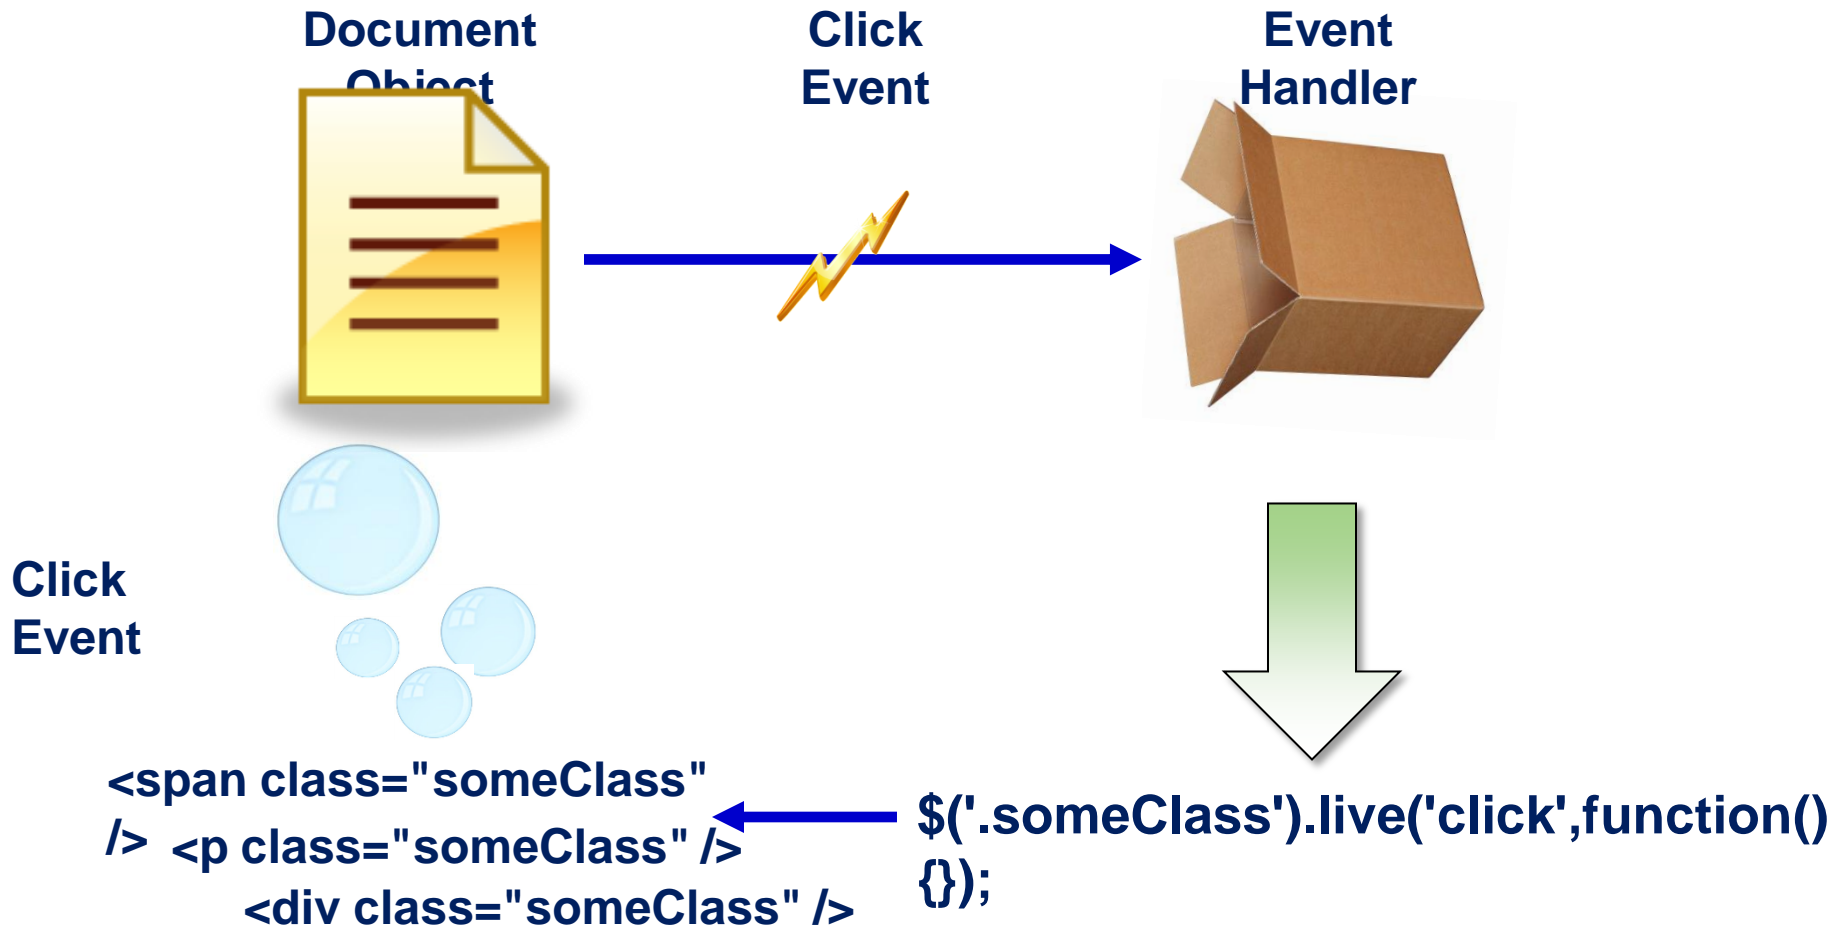 Document
Object
Click
Event
Event
Handler
Click
Event
<span class="someClass"
/>
<p class="someClass" />
<div class="someClass" />
$('.someClass').live('click',function()
{});